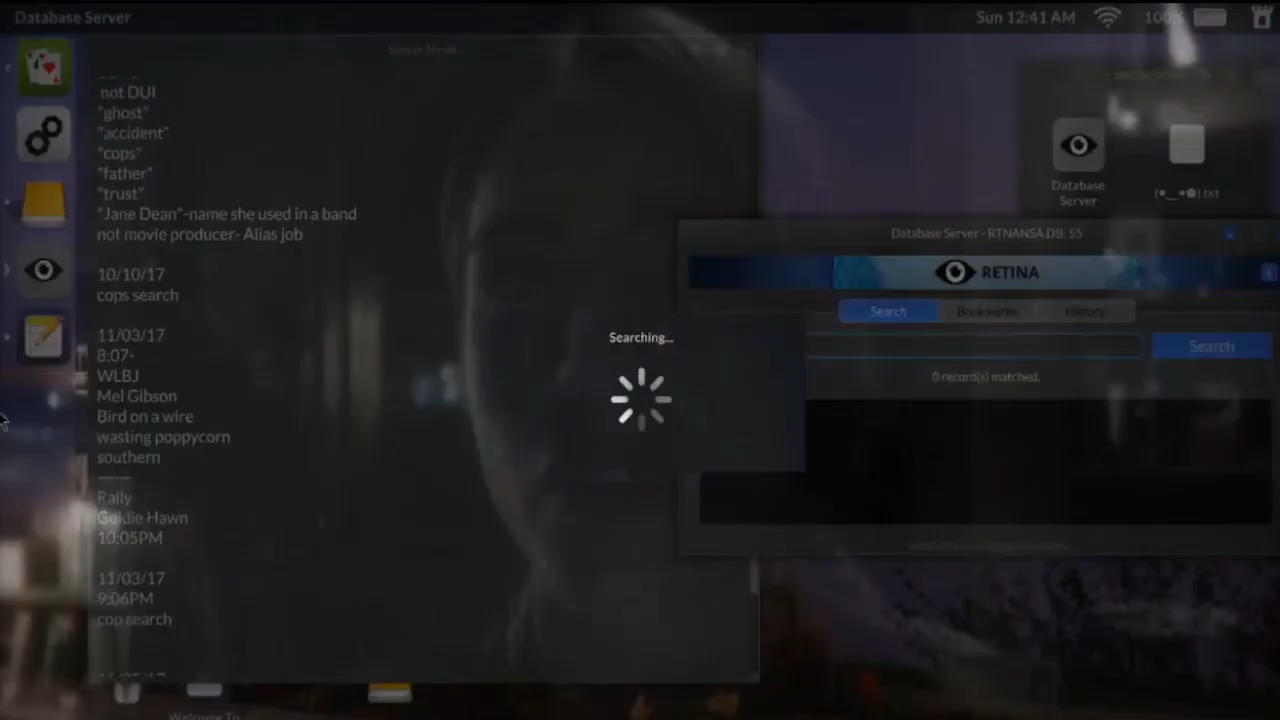 Database Server
Sun 12:41 AM
100%
not DUI
"ghost"
"accident"
"cops"
"father"
"trust"
"Jane Dean"-name she used in a band
not movie producer- Alias job
10/10/17
cops search
11/03/17
8:07-
WLBJ
Mel Gibson
Bird on a wire
wasting poppycorn
southern
------
Rally
Goldie Hawn
10:05PM
11/03/17
9:06PM
cop search
Database
Server
.txt
Database Server - RTNANSA.DB: 55
RETINA
Search
Bookmarks
History
Search
0 record(s) matched.
Searching...
Welcome To